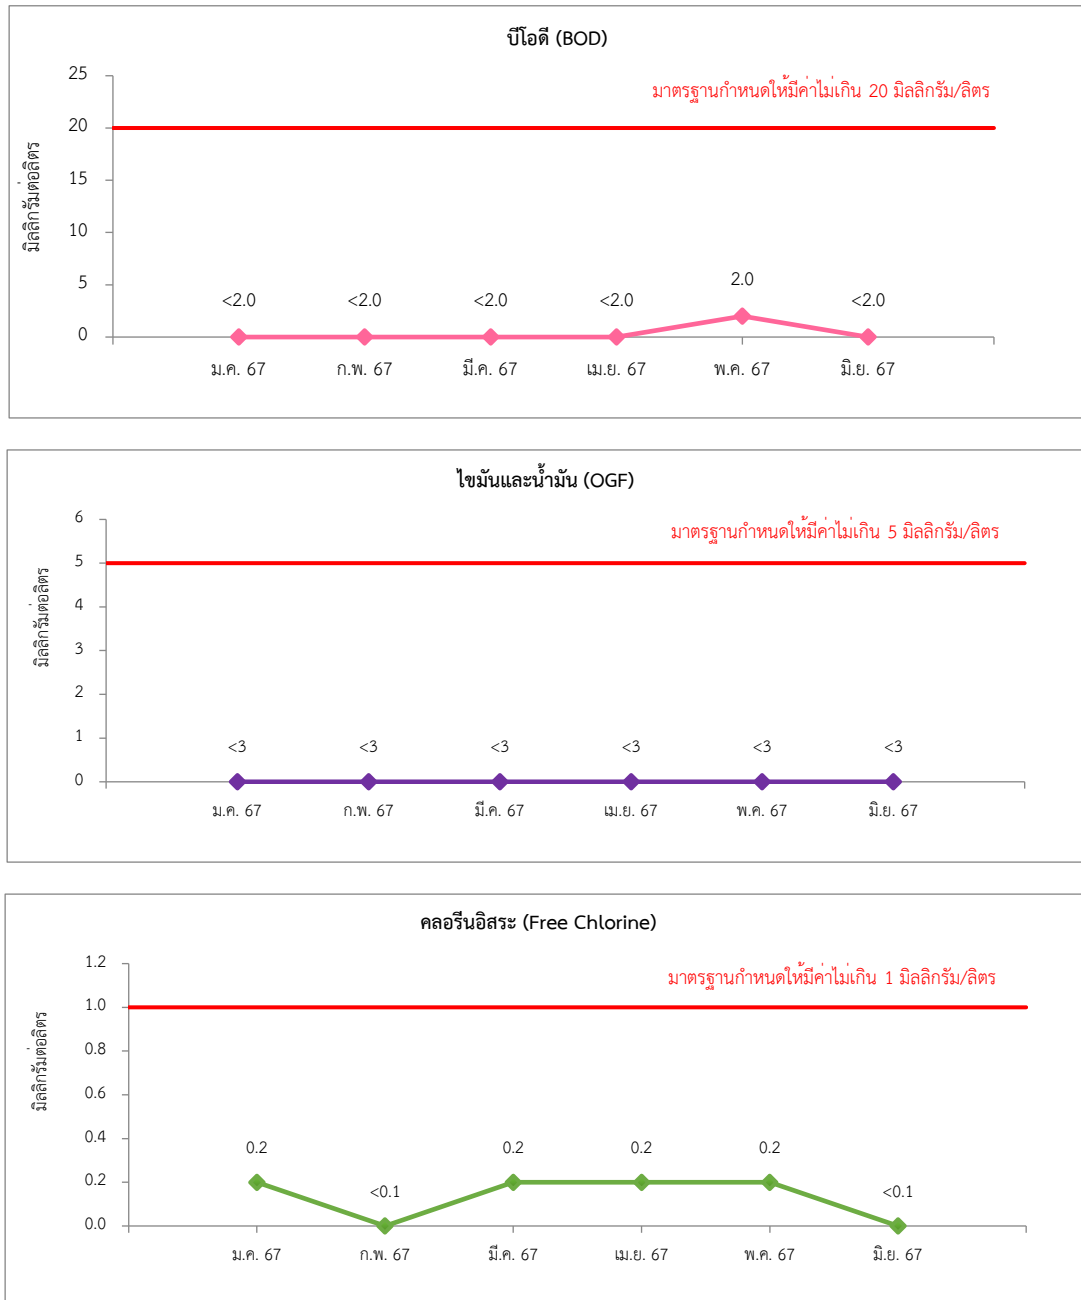 บีโอดี (BOD)
มาตรฐานกำหนดให้มีค่าไม่เกิน 20 มิลลิกรัม/ลิตร
มิลลิกรัมต่อลิตร
25
20
15
10
5
0
<2.0 <2.0 <2.0 <2.0 2.0 <2.0
ม.ค. 67 ก.พ. 67 มี.ค. 67 เม.ย. 67 พ.ค. 67 มิ.ย. 67
ไขมันและน้ำมัน (OGF)
มาตรฐานกำหนดให้มีค่าไม่เกิน 5 มิลลิกรัม/ลิตร
มิลลิกรัมต่อลิตร
6
5
4
3
2
1
0
<3 <3 <3 <3 <3 <3
ม.ค. 67 ก.พ. 67 มี.ค. 67 เม.ย. 67 พ.ค. 67 มิ.ย. 67
คลอรีนอิสระ (Free Chlorine)
มาตรฐานกำหนดให้มีค่าไม่เกิน 1 มิลลิกรัม/ลิตร
มิลลิกรัมต่อลิตร
1.2
1.0
0.8
0.6
0.4
0.2
0.0
0.2 <0.1 0.2 0.2 0.2 <0.1
ม.ค. 67 ก.พ. 67 มี.ค. 67 เม.ย. 67 พ.ค. 67 มิ.ย. 67